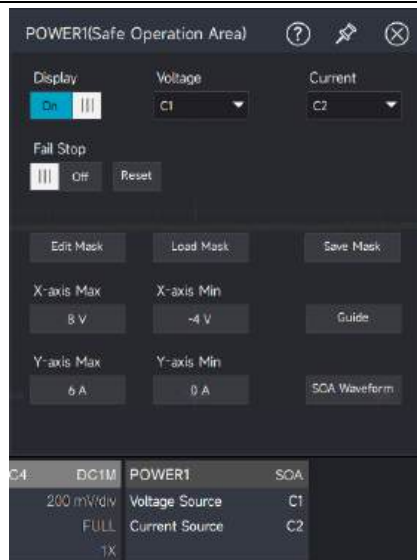 POWER1(Safe Operation Area)
Display Voltage Current
On C1 C2
Fail Stop
Off Reset
Edit Mask Load Mask Save Mask
X-axis Max X-axis Min
8 V -4 V Guide
Y-axis Max Y-axis Min
6 A 0 A SOA Waveform
C4 DC1M POWER1 SOA
200 mV/div Voltage Source C1
FULL Current Source C2
1X